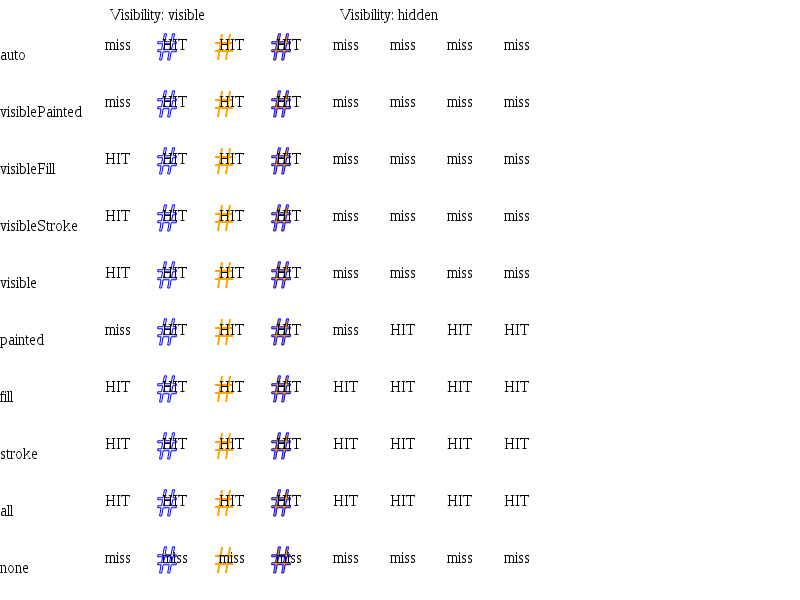 Visibility: visible Visibility: hidden
auto miss # HIT # HIT # HIT miss miss miss miss
visiblePainted miss # HIT # HIT # HIT miss miss miss miss
visibleFill HIT # HIT # HIT # HIT miss miss miss miss
visibleStroke HIT # HIT # HIT # HIT miss miss miss miss
visible HIT # HIT # HIT # HIT miss miss miss miss
painted miss # HIT # HIT # HIT miss HIT HIT HIT
fill HIT # HIT # HIT # HIT HIT HIT HIT HIT
stroke HIT # HIT # HIT # HIT HIT HIT HIT HIT
all HIT # HIT # HIT # HIT HIT HIT HIT HIT
none miss # miss # miss # miss miss miss miss miss